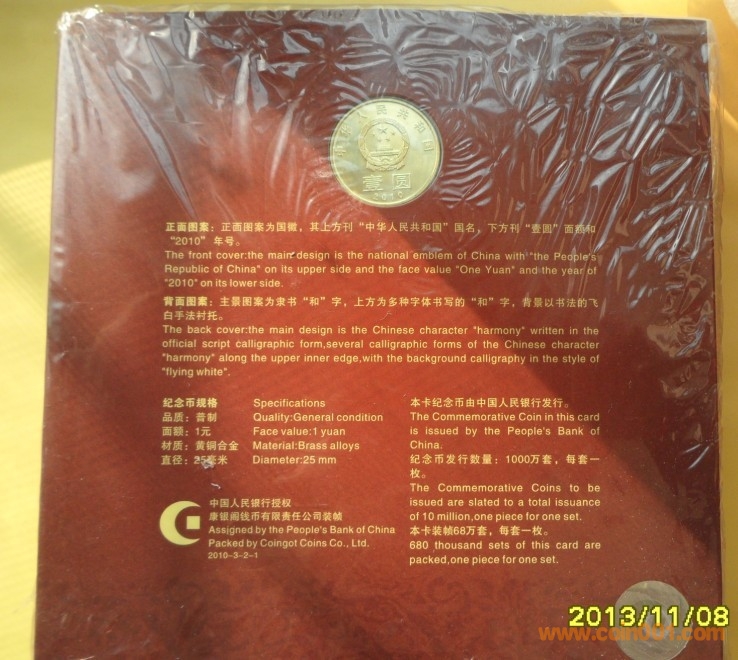 中华人民共和国
壹圆
2010
正面图案：正面图案为国徽，其上方刊“中华人民共和国”国名，下方刊“壹圆”面额和
“2010”年号。
The front cover:the main design is the national emblem of China with "the People's
Republic of China" on its upper side and the face value "One Yuan" and the year of
"2010" on its lower side.
背面图案：主景图案为隶书“和”字，上方为多种字体书写的“和”字，背景以书法的飞
白手法衬托。
The back cover:the main design is the Chinese character "harmony" written in the
official script calligraphic form,several calligraphic forms of the Chinese character
"harmony" along the upper inner edge,with the background calligraphy in the style of
"flying white".
纪念币规格 Specifications
品质：普制 Quality:General condition
面额：1元 Face value:1 yuan
材质：黄铜合金 Material:Brass alloys
直径：25毫米 Diameter:25 mm
中国人民银行授权
康银阁钱币有限责任公司装帧
Assigned by the People's Bank of China
Packed by Coingot Coins Co., Ltd.
2010-3-2-1
本卡纪念币由中国人民银行发行。
The Commemorative Coin in this card
is issued by the People's Bank of
China.
纪念币发行数量：1000万套，每套一
枚。
The Commemorative Coins to be
issued are slated to a total issuance
of 10 million,one piece for one set.
本卡装帧68万套，每套一枚。
680 thousand sets of this card are
packed,one piece for one set.
2013/11/08
www.coin001.com